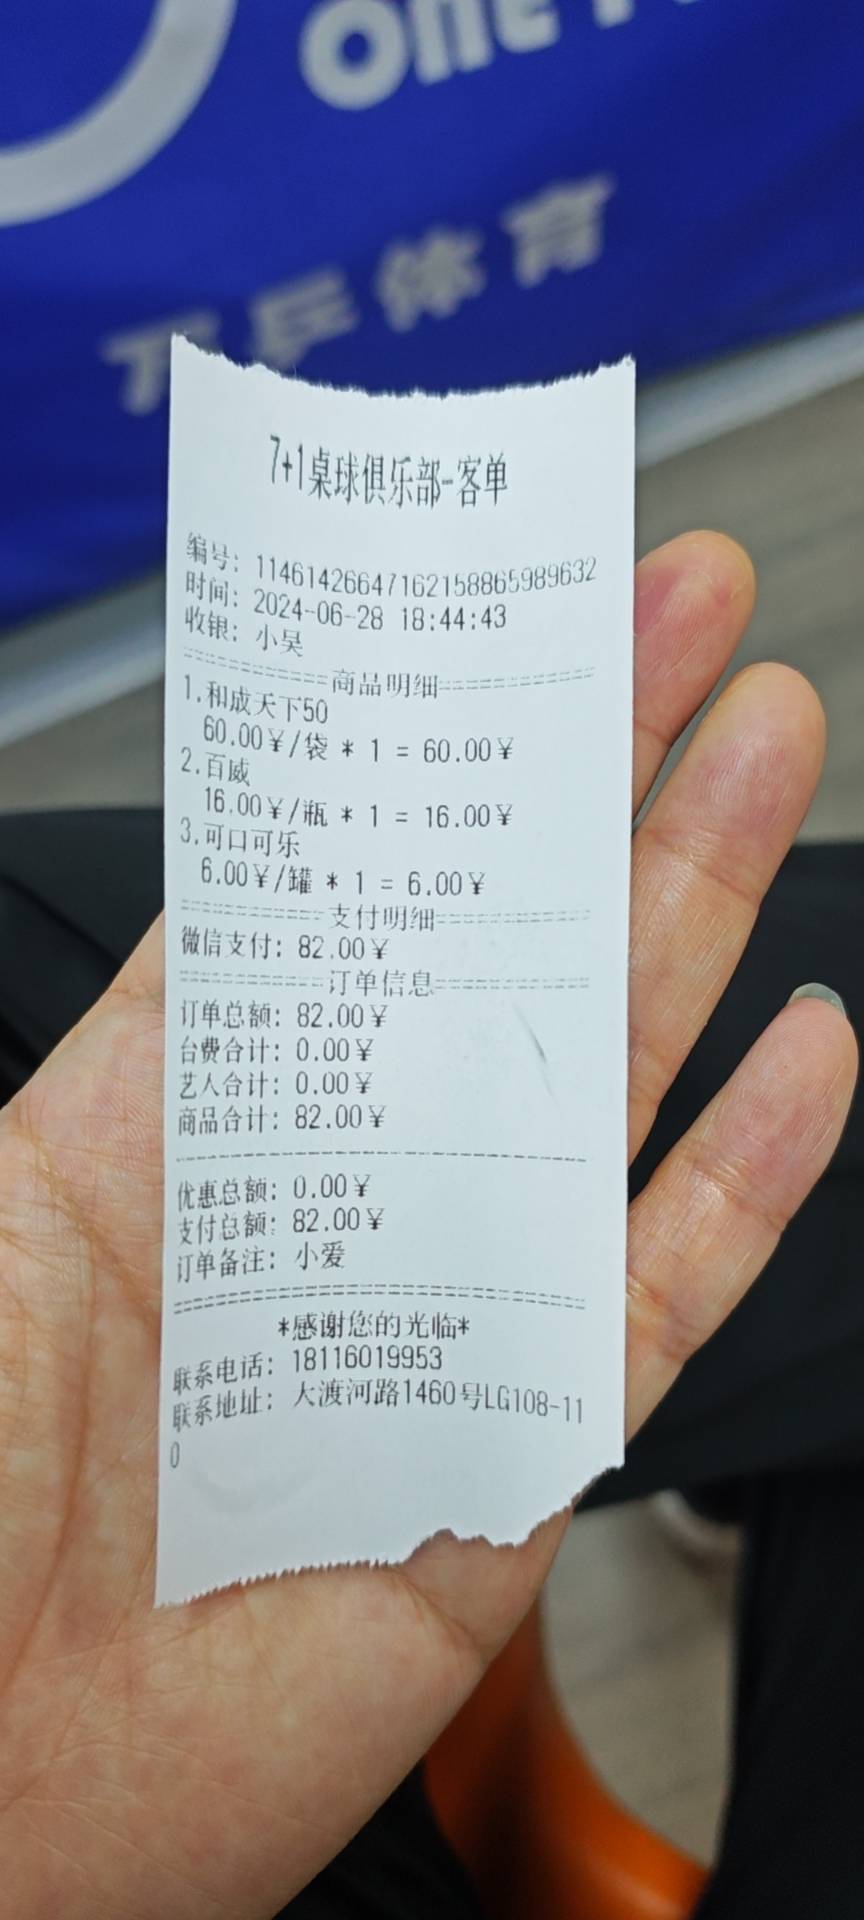 one
万乒体育
7+1桌球俱乐部-客单
编号: 11461426647162158865989632
时间: 2024-06-28 18:44:43
收银: 小吴
商品明细
1.和成天下50
60.00¥/袋 * 1 = 60.00¥
2.百威
16.00¥/瓶 * 1 = 16.00¥
3.可口可乐
6.00¥/罐 * 1 = 6.00¥
支付明细
微信支付: 82.00¥
订单信息
订单总额: 82.00¥
台费合计: 0.00¥
艺人合计: 0.00¥
商品合计: 82.00¥
优惠总额: 0.00¥
支付总额: 82.00¥
订单备注: 小爱
*感谢您的光临*
联系电话: 18116019953
联系地址: 大渡河路1460号LG108-11
0